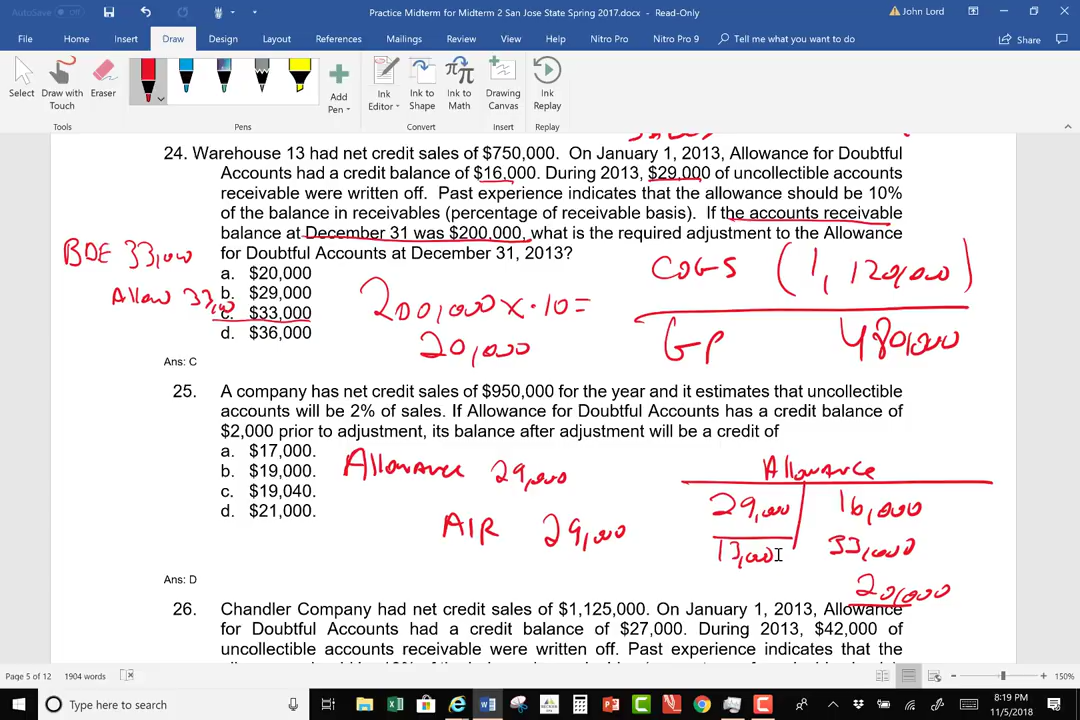 AutoSave Off
Practice Midterm for Midterm 2 San Jose State Spring 2017.docx - Read-Only
John Lord
File Home Insert Draw Design Layout References Mailings Review View Help Nitro Pro Nitro Pro 9 Tell me what you want to do Share
Select Draw with Touch Eraser Add Pen Ink Editor Ink to Shape Ink to Math Drawing Canvas Ink Replay
Tools Pens Convert Insert Replay
24. Warehouse 13 had net credit sales of $750,000. On January 1, 2013, Allowance for Doubtful
Accounts had a credit balance of $16,000. During 2013, $29,000 of uncollectible accounts
receivable were written off. Past experience indicates that the allowance should be 10%
of the balance in receivables (percentage of receivable basis). If the accounts receivable
balance at December 31 was $200,000, what is the required adjustment to the Allowance
for Doubtful Accounts at December 31, 2013?
BDE 33,000
Allow 33,000
a. $20,000
b. $29,000
c. $33,000
d. $36,000
200,000 x .10 =
20,000
COGS (1,120,000)
GP 480,000
Ans: C
25. A company has net credit sales of $950,000 for the year and it estimates that uncollectible
accounts will be 2% of sales. If Allowance for Doubtful Accounts has a credit balance of
$2,000 prior to adjustment, its balance after adjustment will be a credit of
a. $17,000.
b. $19,000.
c. $19,040.
d. $21,000.
Allowance 29,000
A/R 29,000
Allowance
29,000 16,000
13,000 33,000
20,000
Ans: D
26. Chandler Company had net credit sales of $1,125,000. On January 1, 2013, Allowance
for Doubtful Accounts had a credit balance of $27,000. During 2013, $42,000 of
uncollectible accounts receivable were written off. Past experience indicates that the
Page 5 of 12 1904 words 150%
Type here to search
8:19 PM
11/5/2018